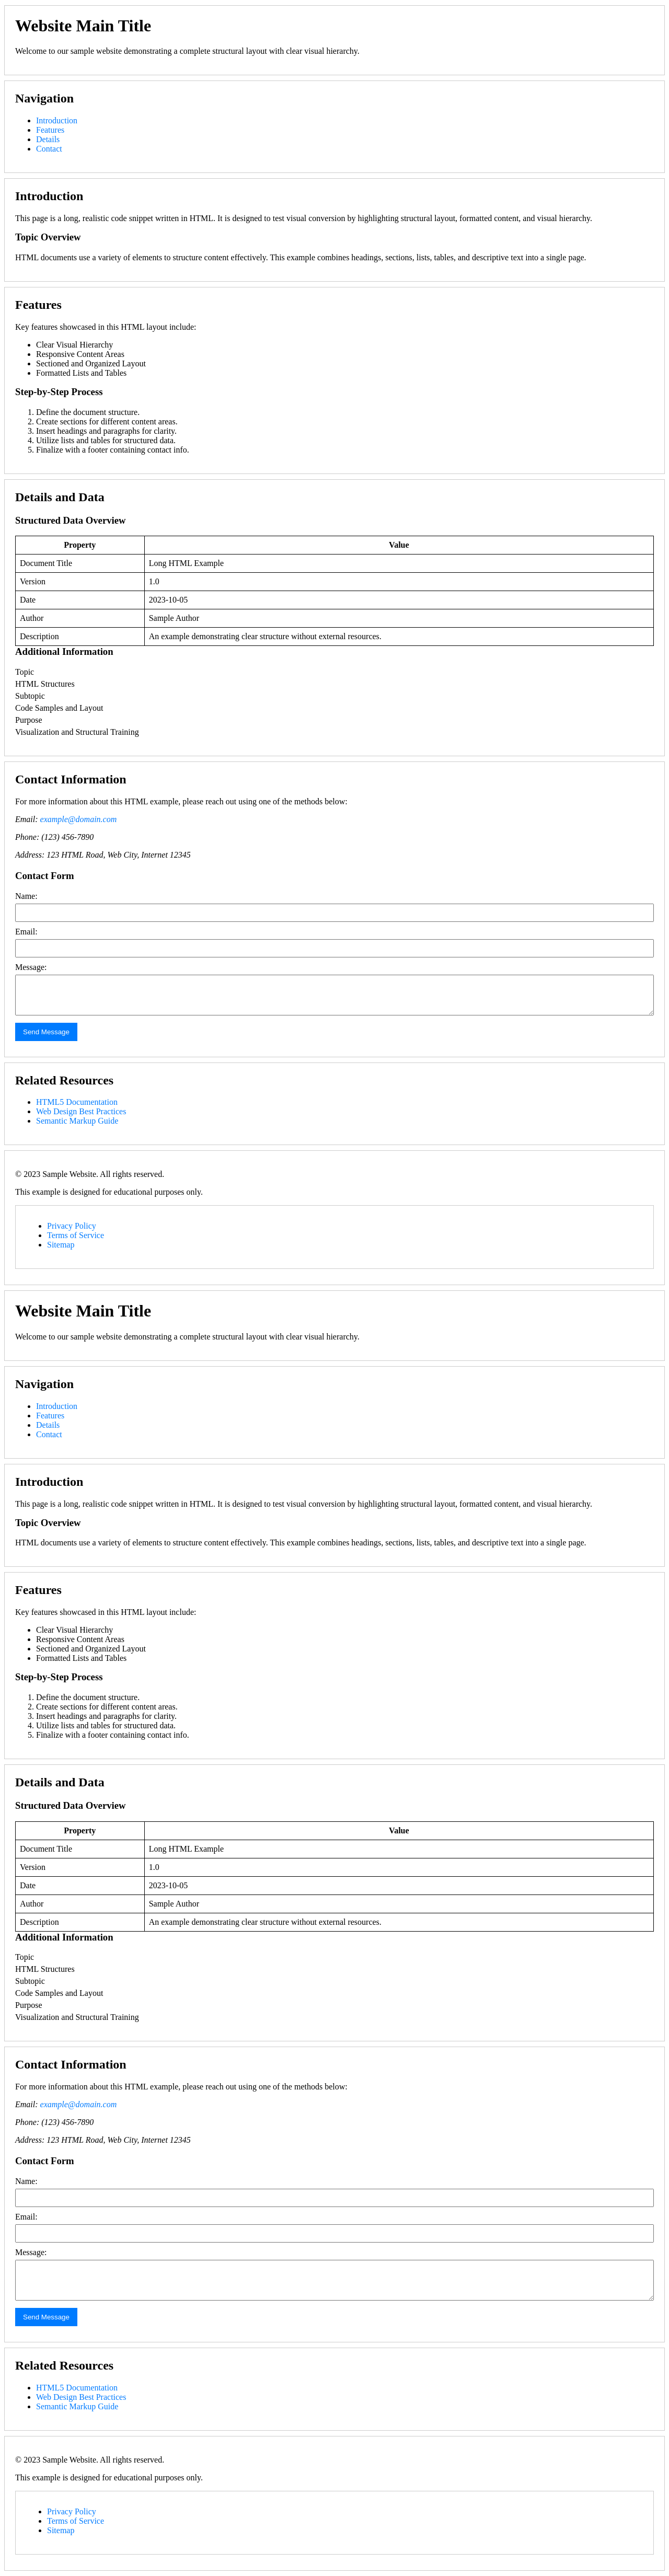 Website Main Title
Welcome to our sample website demonstrating a complete structural layout with clear visual hierarchy.
Navigation
Introduction
Features
Details
Contact
Introduction
This page is a long, realistic code snippet written in HTML. It is designed to test visual conversion by highlighting structural layout, formatted content, and visual hierarchy.
Topic Overview
HTML documents use a variety of elements to structure content effectively. This example combines headings, sections, lists, tables, and descriptive text into a single page.
Features
Key features showcased in this HTML layout include:
Clear Visual Hierarchy
Responsive Content Areas
Sectioned and Organized Layout
Formatted Lists and Tables
Step-by-Step Process
1. Define the document structure.
2. Create sections for different content areas.
3. Insert headings and paragraphs for clarity.
4. Utilize lists and tables for structured data.
5. Finalize with a footer containing contact info.
Details and Data
Structured Data Overview
Property Value
Document Title Long HTML Example
Version 1.0
Date 2023-10-05
Author Sample Author
Description An example demonstrating clear structure without external resources.
Additional Information
Topic
HTML Structures
Subtopic
Code Samples and Layout
Purpose
Visualization and Structural Training
Contact Information
For more information about this HTML example, please reach out using one of the methods below:
Email: example@domain.com
Phone: (123) 456-7890
Address: 123 HTML Road, Web City, Internet 12345
Contact Form
Name:
Email:
Message:
Send Message
Related Resources
HTML5 Documentation
Web Design Best Practices
Semantic Markup Guide
© 2023 Sample Website. All rights reserved.
This example is designed for educational purposes only.
Privacy Policy
Terms of Service
Sitemap
Website Main Title
Welcome to our sample website demonstrating a complete structural layout with clear visual hierarchy.
Navigation
Introduction
Features
Details
Contact
Introduction
This page is a long, realistic code snippet written in HTML. It is designed to test visual conversion by highlighting structural layout, formatted content, and visual hierarchy.
Topic Overview
HTML documents use a variety of elements to structure content effectively. This example combines headings, sections, lists, tables, and descriptive text into a single page.
Features
Key features showcased in this HTML layout include:
Clear Visual Hierarchy
Responsive Content Areas
Sectioned and Organized Layout
Formatted Lists and Tables
Step-by-Step Process
1. Define the document structure.
2. Create sections for different content areas.
3. Insert headings and paragraphs for clarity.
4. Utilize lists and tables for structured data.
5. Finalize with a footer containing contact info.
Details and Data
Structured Data Overview
Property Value
Document Title Long HTML Example
Version 1.0
Date 2023-10-05
Author Sample Author
Description An example demonstrating clear structure without external resources.
Additional Information
Topic
HTML Structures
Subtopic
Code Samples and Layout
Purpose
Visualization and Structural Training
Contact Information
For more information about this HTML example, please reach out using one of the methods below:
Email: example@domain.com
Phone: (123) 456-7890
Address: 123 HTML Road, Web City, Internet 12345
Contact Form
Name:
Email:
Message:
Send Message
Related Resources
HTML5 Documentation
Web Design Best Practices
Semantic Markup Guide
© 2023 Sample Website. All rights reserved.
This example is designed for educational purposes only.
Privacy Policy
Terms of Service
Sitemap